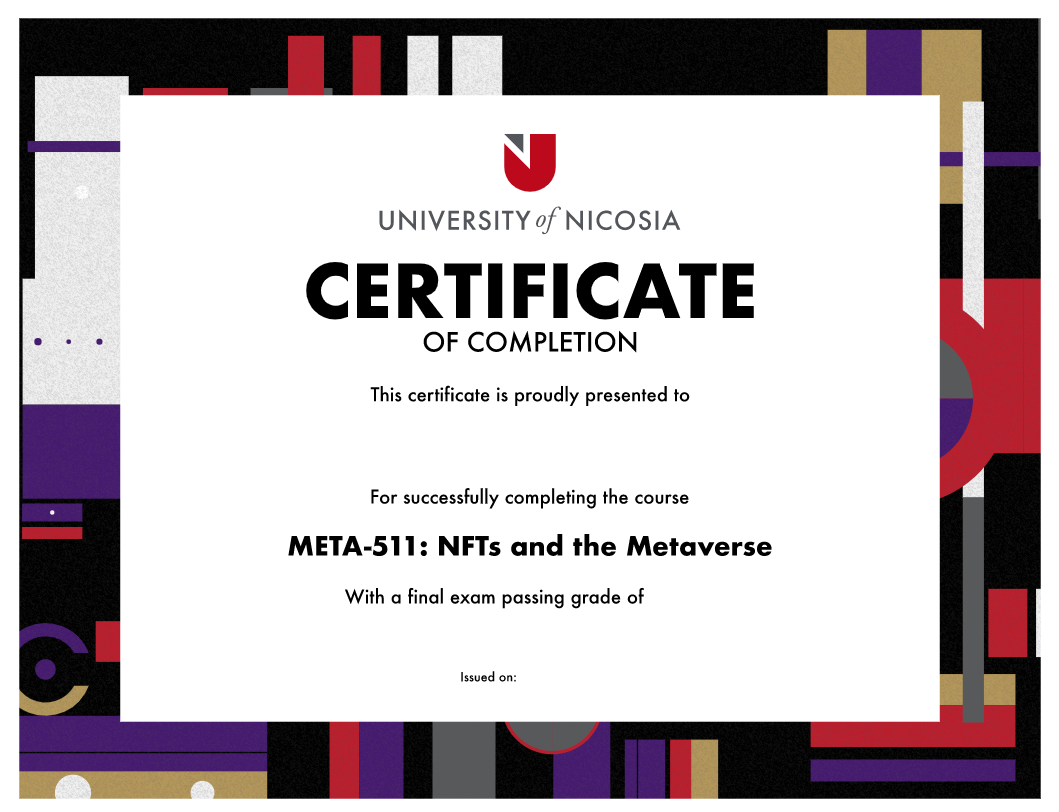 UNIVERSITY of NICOSIA
CERTIFICATE
OF COMPLETION
This certificate is proudly presented to
For successfully completing the course
META-511: NFTs and the Metaverse
With a final exam passing grade of
Issued on: